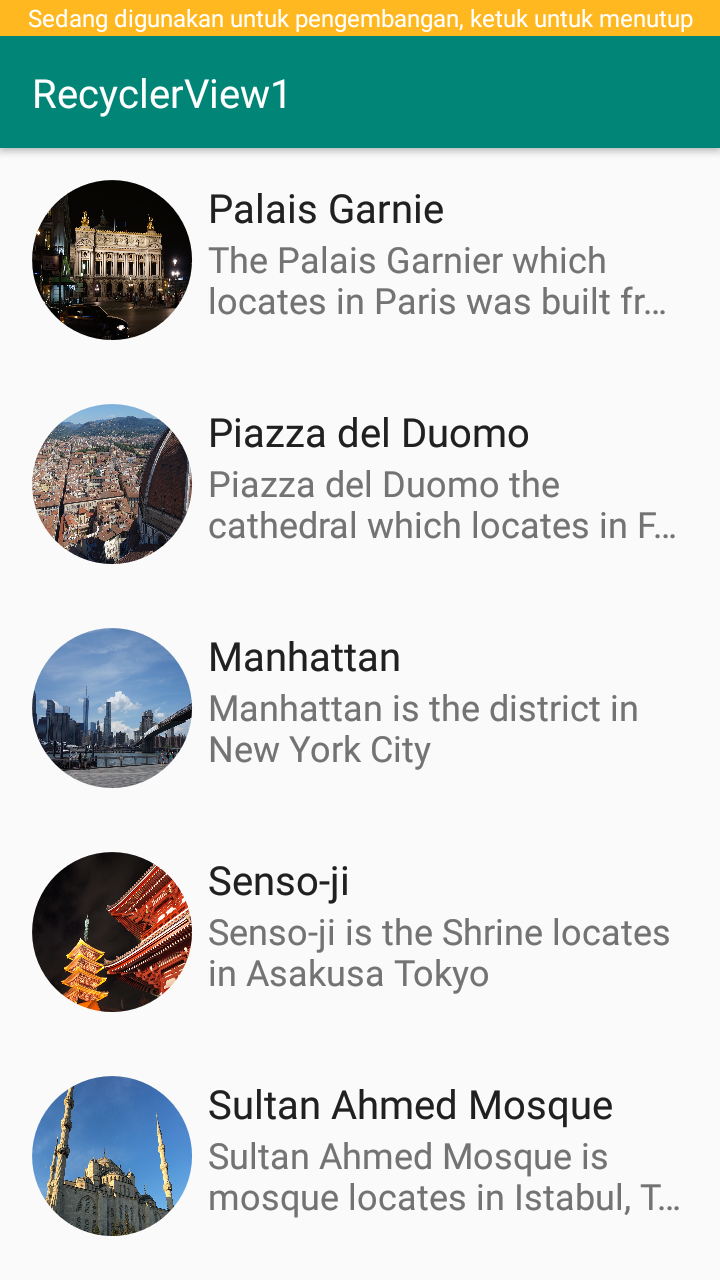 Sedang digunakan untuk pengembangan, ketuk untuk menutup
RecyclerView1
Palais Garnie
The Palais Garnier which
locates in Paris was built fr…
Piazza del Duomo
Piazza del Duomo the
cathedral which locates in F…
Manhattan
Manhattan is the district in
New York City
Senso-ji
Senso-ji is the Shrine locates
in Asakusa Tokyo
Sultan Ahmed Mosque
Sultan Ahmed Mosque is
mosque locates in Istabul, T…